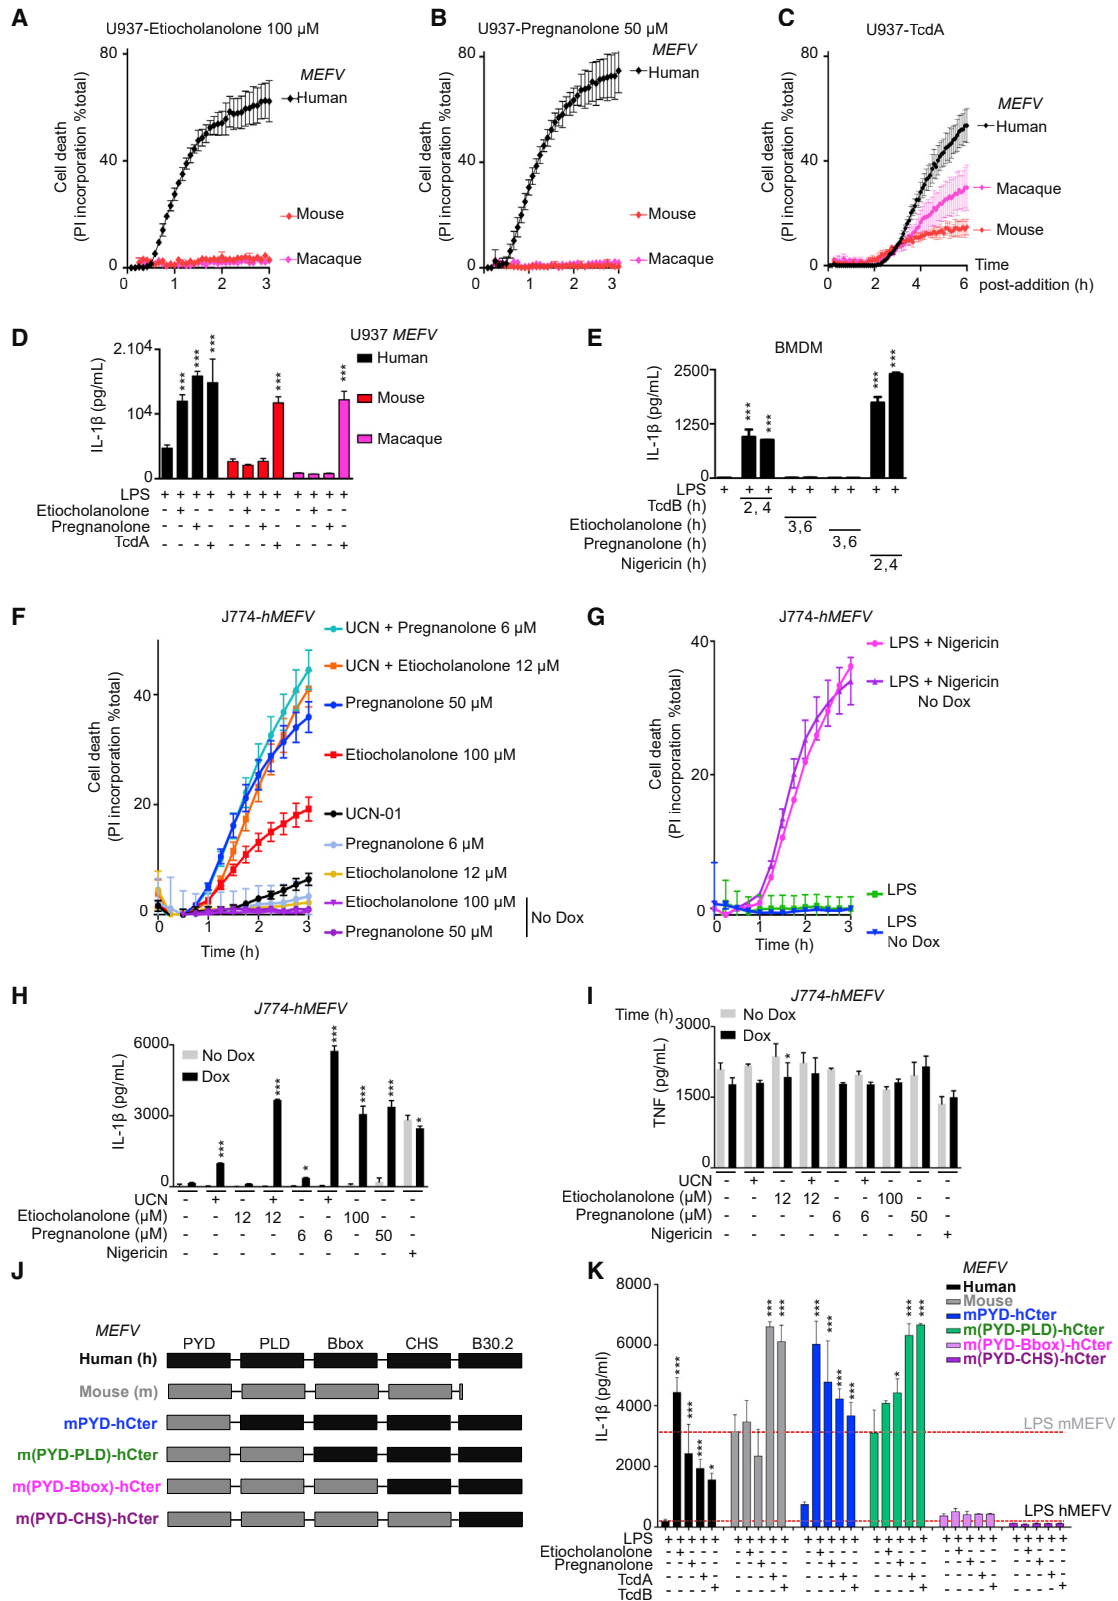 A
U937-Etiocholanolone 100 µM
Cell death
(PI incorporation %total)
80
40
0
0 1 2 3
MEFV
Human
Mouse
Macaque
B
U937-Pregnanolone 50 µM
Cell death
(PI incorporation %total)
80
40
0
0 1 2 3
MEFV
Human
Mouse
Macaque
C
U937-TcdA
Cell death
(PI incorporation %total)
80
40
0
0 2 4 6
MEFV
Human
Macaque
Mouse
Time
post-addition (h)
D
U937 MEFV
Human
Mouse
Macaque
IL-1β (pg/mL)
2.10⁴
10⁴
0
*** *** *** *** ***
LPS + + + + + + + + + + + +
Etiocholanolone - + - - - + - - - + - -
Pregnanolone - - + - - - + - - - + -
TcdA - - - + - - - + - - - +
E
BMDM
IL-1β (pg/mL)
2500
1250
0
*** *** *** ***
LPS + + + + + + + + +
TcdB (h) 2, 4
Etiocholanolone (h) 3,6
Pregnanolone (h) 3,6
Nigericin (h) 2,4
F
J774-hMEFV
Cell death
(PI incorporation %total)
40
20
0
0 1 2 3
Time (h)
UCN + Pregnanolone 6 µM
UCN + Etiocholanolone 12 µM
Pregnanolone 50 µM
Etiocholanolone 100 µM
UCN-01
Pregnanolone 6 µM
Etiocholanolone 12 µM
Etiocholanolone 100 µM
Pregnanolone 50 µM
No Dox
G
J774-hMEFV
Cell death
(PI incorporation %total)
40
20
0
0 1 2 3
Time (h)
LPS + Nigericin
LPS + Nigericin
No Dox
LPS
LPS
No Dox
H
J774-hMEFV
No Dox
Dox
IL-1β (pg/mL)
6000
3000
0
*** *** * *** *** *** *
UCN - + - + - + - - -
Etiocholanolone (µM) - - 12 12 - - 100 - -
Pregnanolone (µM) - - - - 6 6 - 50 -
Nigericin - - - - - - - - +
I
J774-hMEFV
Time (h)
No Dox
Dox
TNF (pg/mL)
3000
1500
0
*
UCN - + - + - + - - -
Etiocholanolone (µM) - - 12 12 - - 100 - -
Pregnanolone (µM) - - - - 6 6 - 50 -
Nigericin - - - - - - - - +
J
MEFV
PYD PLD Bbox CHS B30.2
Human (h)
Mouse (m)
mPYD-hCter
m(PYD-PLD)-hCter
m(PYD-Bbox)-hCter
m(PYD-CHS)-hCter
K
MEFV
Human
Mouse
mPYD-hCter
m(PYD-PLD)-hCter
m(PYD-Bbox)-hCter
m(PYD-CHS)-hCter
IL-1β (pg/ml)
8000
6000
4000
2000
0
*** *** *** * *** *** *** *** *** *** * *** ***
LPS mMEFV
LPS hMEFV
LPS + + + + + + + + + + + + + + + + + + + + + + + + + + + + + +
Etiocholanolone - + - - - - + - - - - + - - - - + - - - - + - - - - + - - -
Pregnanolone - - + - - - - + - - - - + - - - - + - - - - + - - - - + - -
TcdA - - - + - - - - + - - - - + - - - - + - - - - + - - - - + -
TcdB - - - - + - - - - + - - - - + - - - - + - - - - + - - - - +